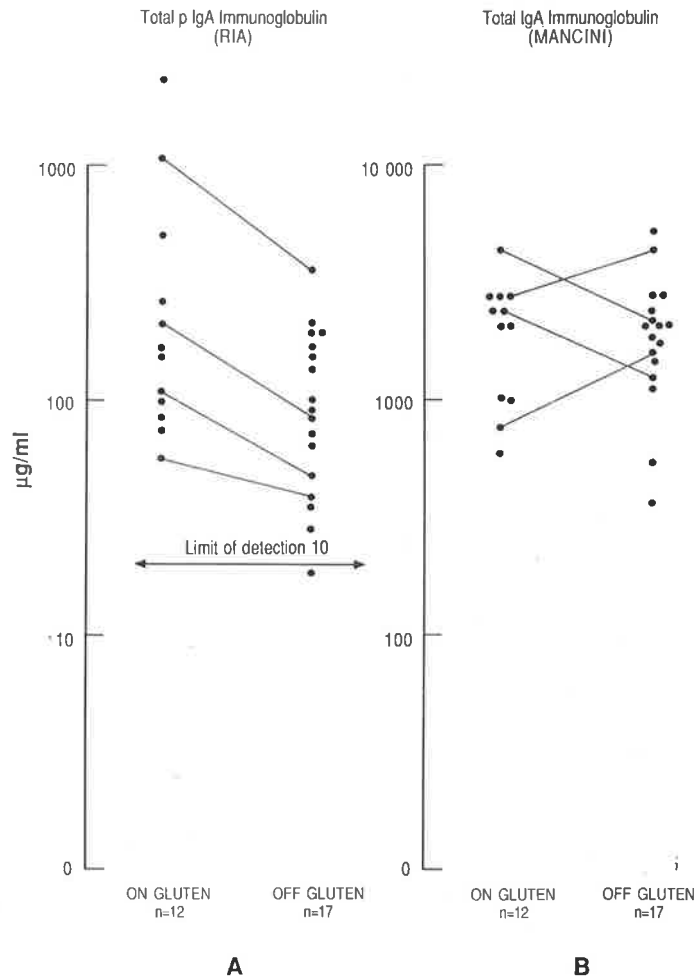 Total p IgA Immunoglobulin
(RIA)
Total IgA Immunoglobulin
(MANCINI)
1000
100
µg/ml
Limit of detection 10
10
0
ON GLUTEN
n=12
OFF GLUTEN
n=17
A
10 000
1000
100
0
ON GLUTEN
n=12
OFF GLUTEN
n=17
B